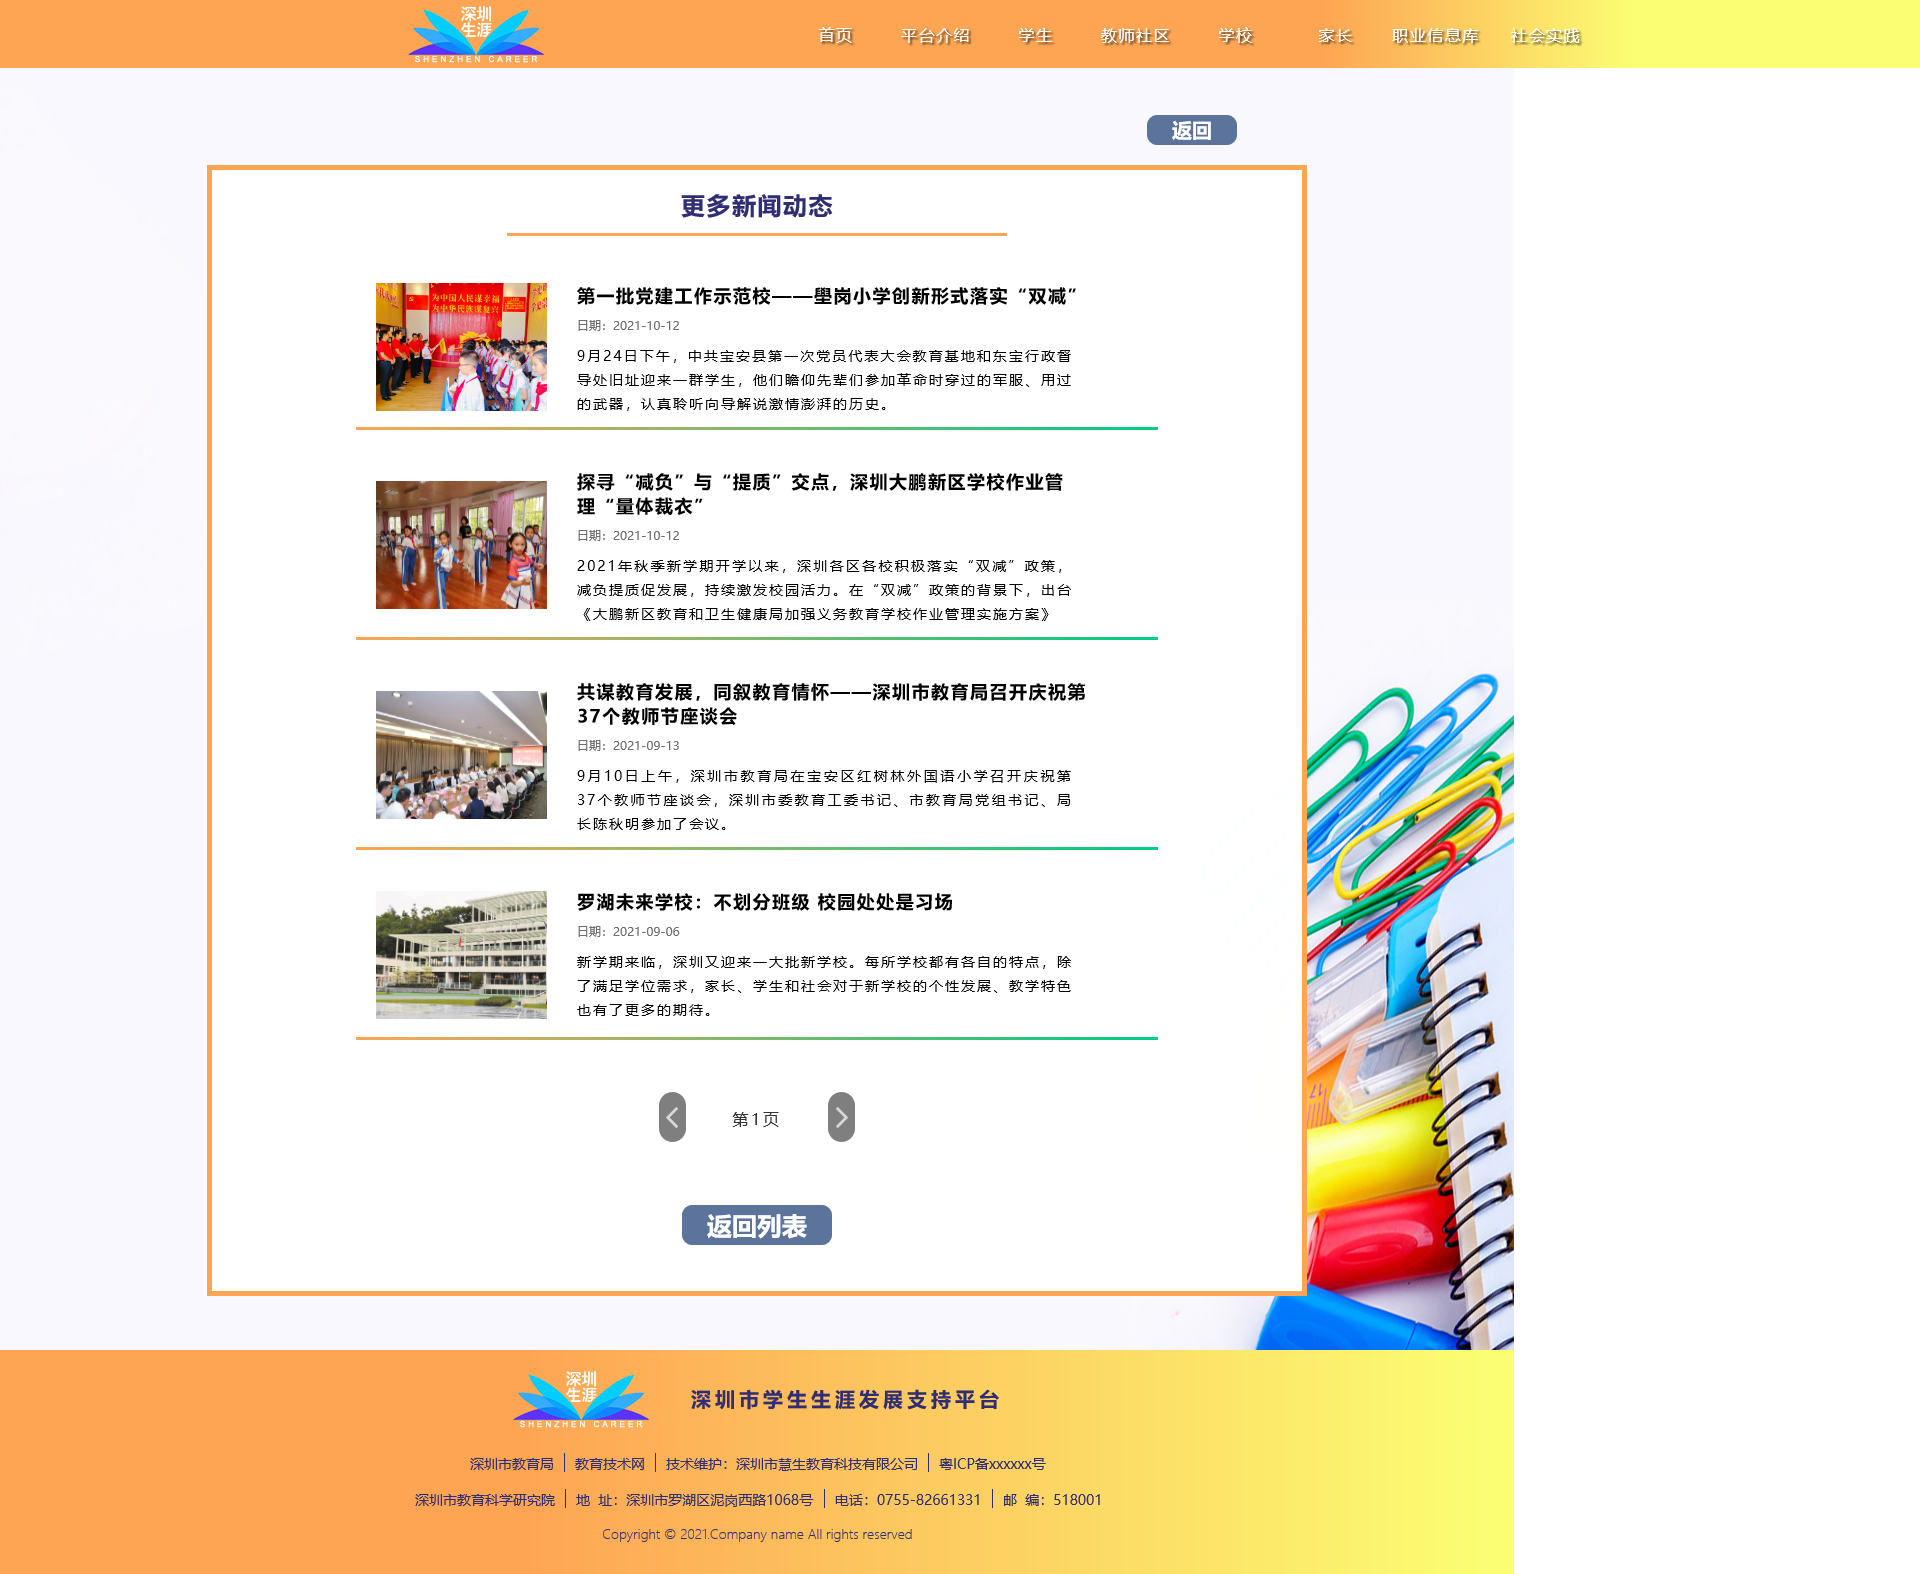 深圳
生涯
SHENZHEN CAREER
首页 平台介绍 学生 教师社区 学校 家长 职业信息库 社会实践
返回
更多新闻动态
为中国人民谋幸福
为中华民族谋复兴
第一批党建工作示范校——壆岗小学创新形式落实“双减”
日期：2021-10-12
9月24日下午，中共宝安县第一次党员代表大会教育基地和东宝行政督
导处旧址迎来一群学生，他们瞻仰先辈们参加革命时穿过的军服、用过
的武器，认真聆听向导解说激情澎湃的历史。
探寻“减负”与“提质”交点，深圳大鹏新区学校作业管
理“量体裁衣”
日期：2021-10-12
2021年秋季新学期开学以来，深圳各区各校积极落实“双减”政策，
减负提质促发展，持续激发校园活力。在“双减”政策的背景下，出台
《大鹏新区教育和卫生健康局加强义务教育学校作业管理实施方案》
共谋教育发展，同叙教育情怀——深圳市教育局召开庆祝第
37个教师节座谈会
日期：2021-09-13
9月10日上午，深圳市教育局在宝安区红树林外国语小学召开庆祝第
37个教师节座谈会，深圳市委教育工委书记、市教育局党组书记、局
长陈秋明参加了会议。
罗湖未来学校：不划分班级 校园处处是习场
日期：2021-09-06
新学期来临，深圳又迎来一大批新学校。每所学校都有各自的特点，除
了满足学位需求，家长、学生和社会对于新学校的个性发展、教学特色
也有了更多的期待。
第1页
17
返回列表
深圳
生涯
SHENZHEN CAREER
深圳市学生生涯发展支持平台
深圳市教育局 教育技术网 技术维护：深圳市慧生教育科技有限公司 粤ICP备xxxxxx号
深圳市教育科学研究院 地 址：深圳市罗湖区泥岗西路1068号 电话：0755-82661331 邮 编：518001
Copyright © 2021.Company name All rights reserved